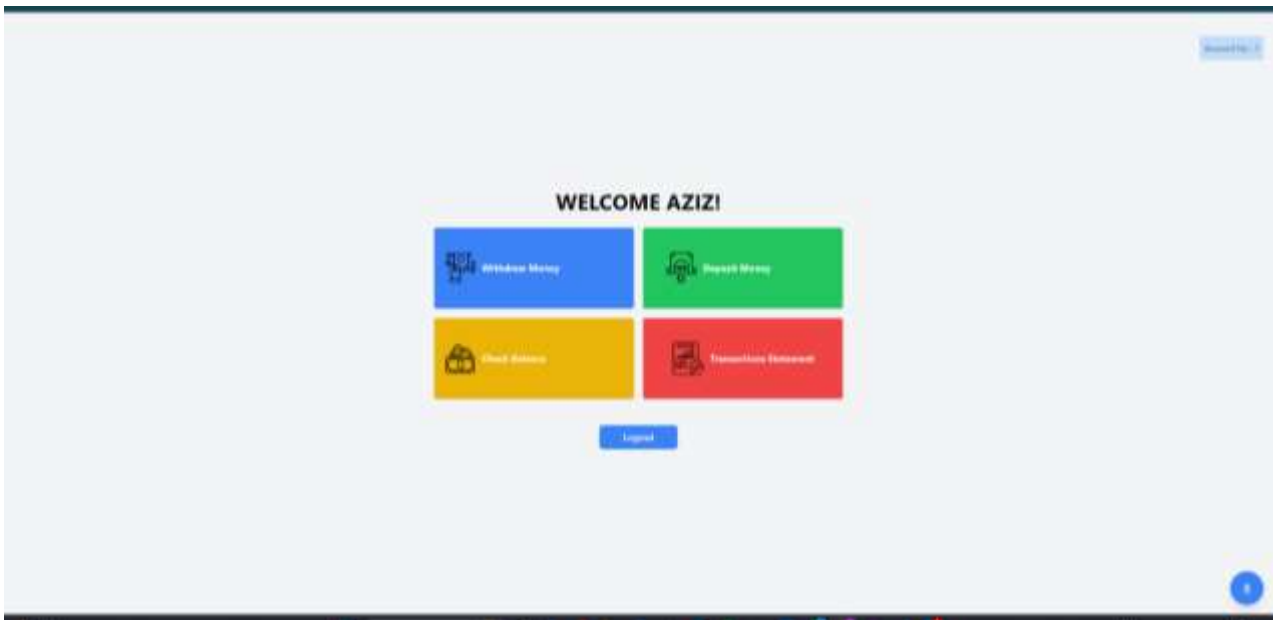 WELCOME AZIZ!
Withdraw Money
Deposit Money
Check Balance
Transactions Statement
Logout